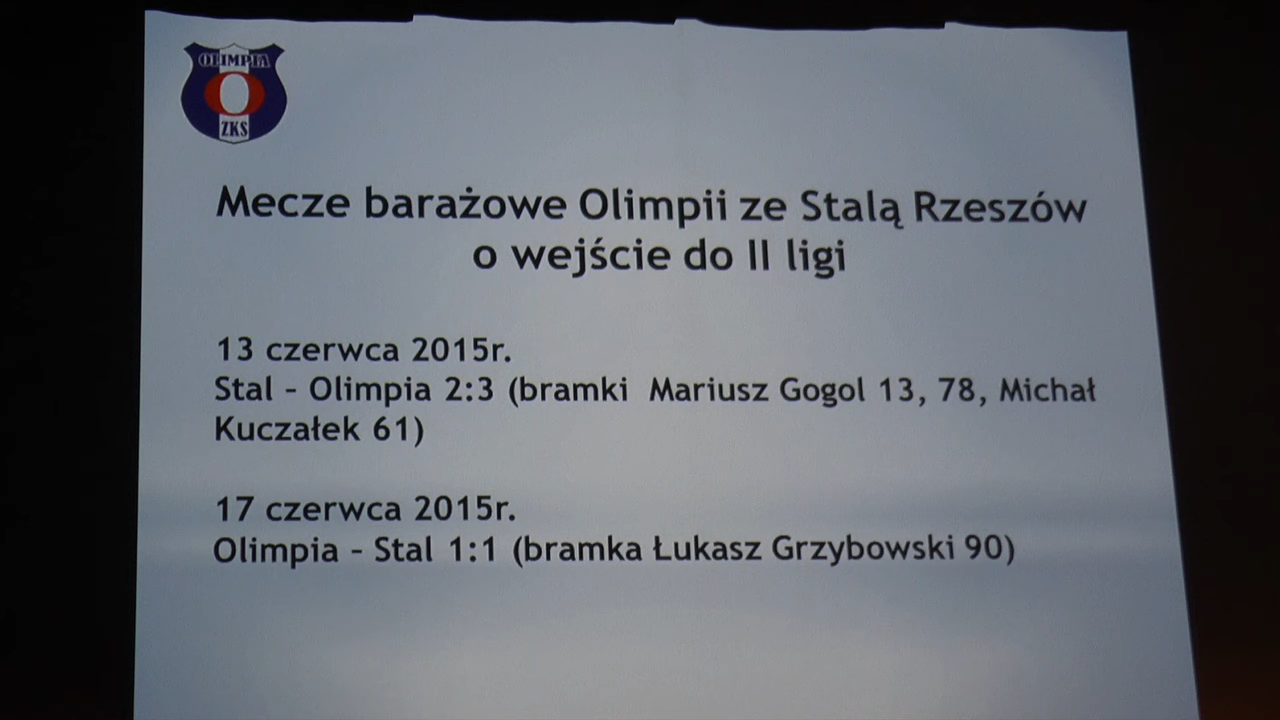 OLIMPIA
ZKS
Mecze barażowe Olimpii ze Stalą Rzeszów
o wejście do II ligi
13 czerwca 2015r.
Stal - Olimpia 2:3 (bramki Mariusz Gogol 13, 78, Michał
Kuczałek 61)
17 czerwca 2015r.
Olimpia - Stal 1:1 (bramka Łukasz Grzybowski 90)